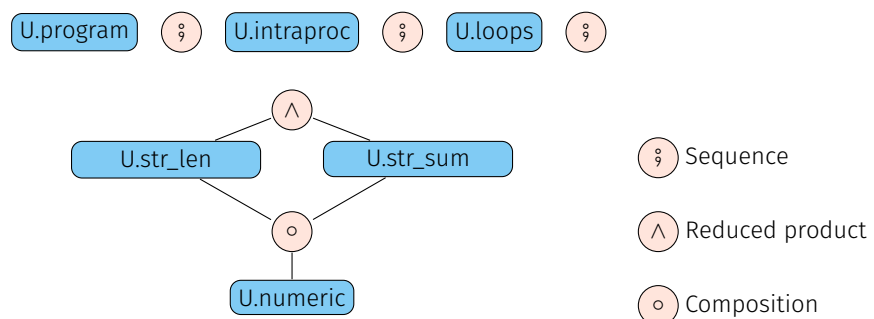 U.program ⨟ U.intraproc ⨟ U.loops ⨟
∧
U.str_len U.str_sum
⨟ Sequence
∧ Reduced product
∘
U.numeric
∘ Composition